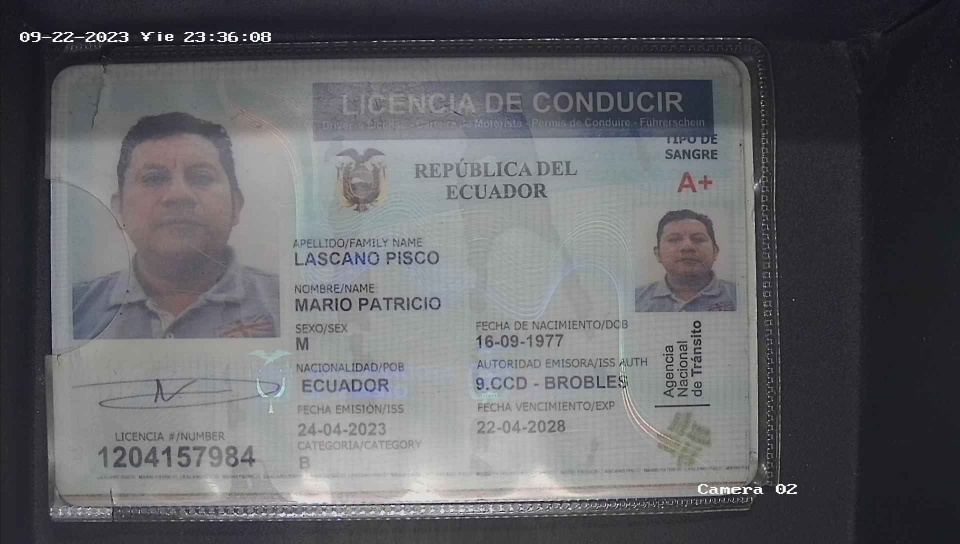 09-22-2023 Vie 23:36:08
LICENCIA DE CONDUCIR
Driver's License - Carteira de Motorista - Permis de Conduire - Führerschein
TIPO DE
SANGRE
A+
REPÚBLICA DEL
ECUADOR
APELLIDO/FAMILY NAME
LASCANO PISCO
NOMBRE/NAME
MARIO PATRICIO
SEXO/SEX
M
FECHA DE NACIMIENTO/DOB
16-09-1977
NACIONALIDAD/POB
ECUADOR
AUTORIDAD EMISORA/ISS AUTH
9.CCD - BROBLES
FECHA EMISIÓN/ISS
24-04-2023
FECHA VENCIMIENTO/EXP
22-04-2028
CATEGORIA/CATEGORY
B
LICENCIA #/NUMBER
1204157984
Agencia
Nacional
de Tránsito
Camera 02